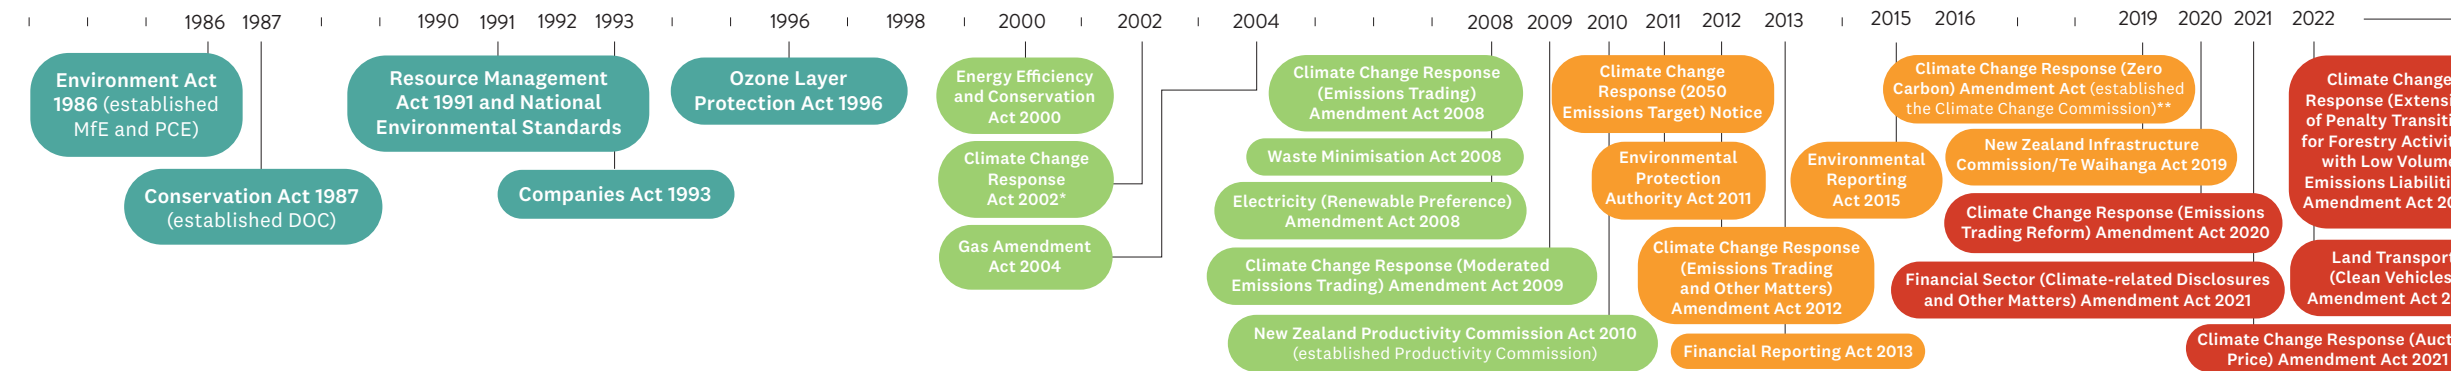 1986 1987 1990 1991 1992 1993 1996 1998 2000 2002 2004 2008 2009 2010 2011 2012 2013 2015 2016 2019 2020 2021 2022
Environment Act
1986 (established
MfE and PCE)
Conservation Act 1987
(established DOC)
Resource Management
Act 1991 and National
Environmental Standards
Companies Act 1993
Ozone Layer
Protection Act 1996
Energy Efficiency
and Conservation
Act 2000
Climate Change
Response
Act 2002*
Gas Amendment
Act 2004
Climate Change Response
(Emissions Trading)
Amendment Act 2008
Waste Minimisation Act 2008
Electricity (Renewable Preference)
Amendment Act 2008
Climate Change Response (Moderated
Emissions Trading) Amendment Act 2009
New Zealand Productivity Commission Act 2010
(established Productivity Commission)
Climate Change
Response (2050
Emissions Target) Notice
Environmental
Protection
Authority Act 2011
Climate Change Response
(Emissions Trading
and Other Matters)
Amendment Act 2012
Financial Reporting Act 2013
Environmental
Reporting
Act 2015
Climate Change Response (Zero
Carbon) Amendment Act (established
the Climate Change Commission)**
New Zealand Infrastructure
Commission/Te Waihanga Act 2019
Climate Change Response (Emissions
Trading Reform) Amendment Act 2020
Financial Sector (Climate-related Disclosures
and Other Matters) Amendment Act 2021
Climate Change
Response (Extensi
of Penalty Transiti
for Forestry Activit
with Low Volume
Emissions Liabiliti
Amendment Act 20
Land Transport
(Clean Vehicles
Amendment Act 2
Climate Change Response (Auct
Price) Amendment Act 2021